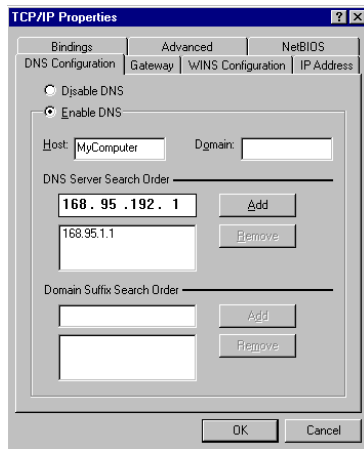 TCP/IP Properties
Bindings Advanced NetBIOS
DNS Configuration Gateway WINS Configuration IP Address
Disable DNS
Enable DNS
Host: MyComputer Domain:
DNS Server Search Order
168. 95 .192. 1 Add
168.95.1.1 Remove
Domain Suffix Search Order
Add
Remove
OK Cancel